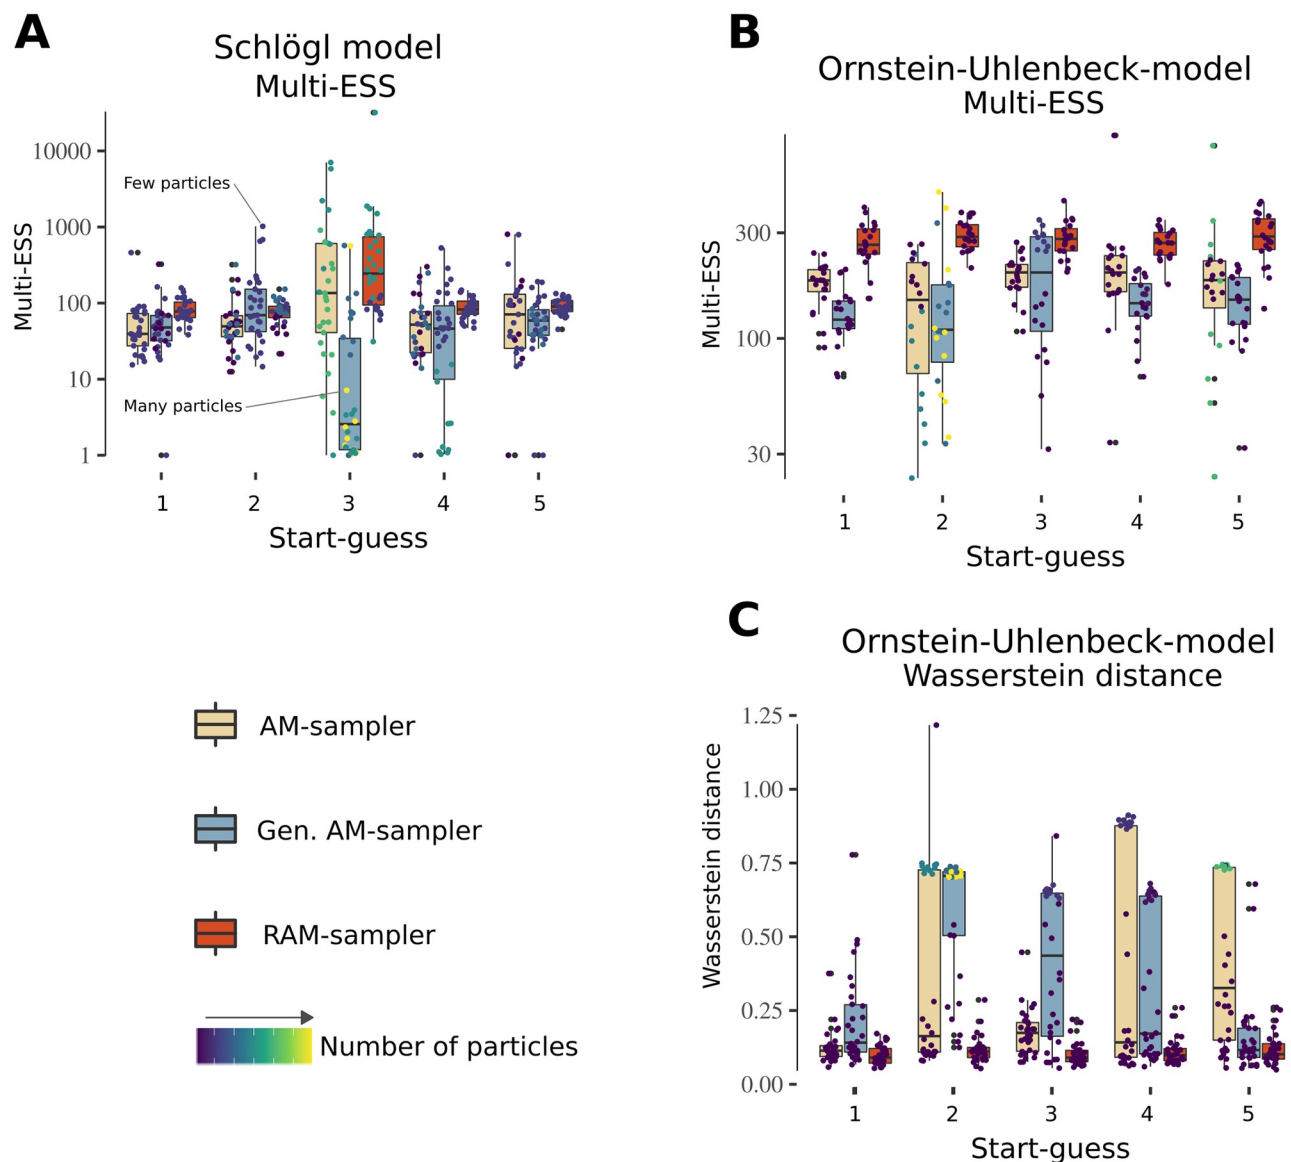 A
Schlögl model
Multi-ESS
Multi-ESS
10000
1000
100
10
1
Few particles
Many particles
1 2 3 4 5
Start-guess
B
Ornstein-Uhlenbeck-model
Multi-ESS
Multi-ES
300
100
30
1 2 3 4 5
Start-guess
AM-sampler
Gen. AM-sampler
RAM-sampler
Number of particles
C
Ornstein-Uhlenbeck-model
Wasserstein distance
Wasserstein distance
1.25
1.00
0.75
0.50
0.25
0.00
1 2 3 4 5
Start-guess